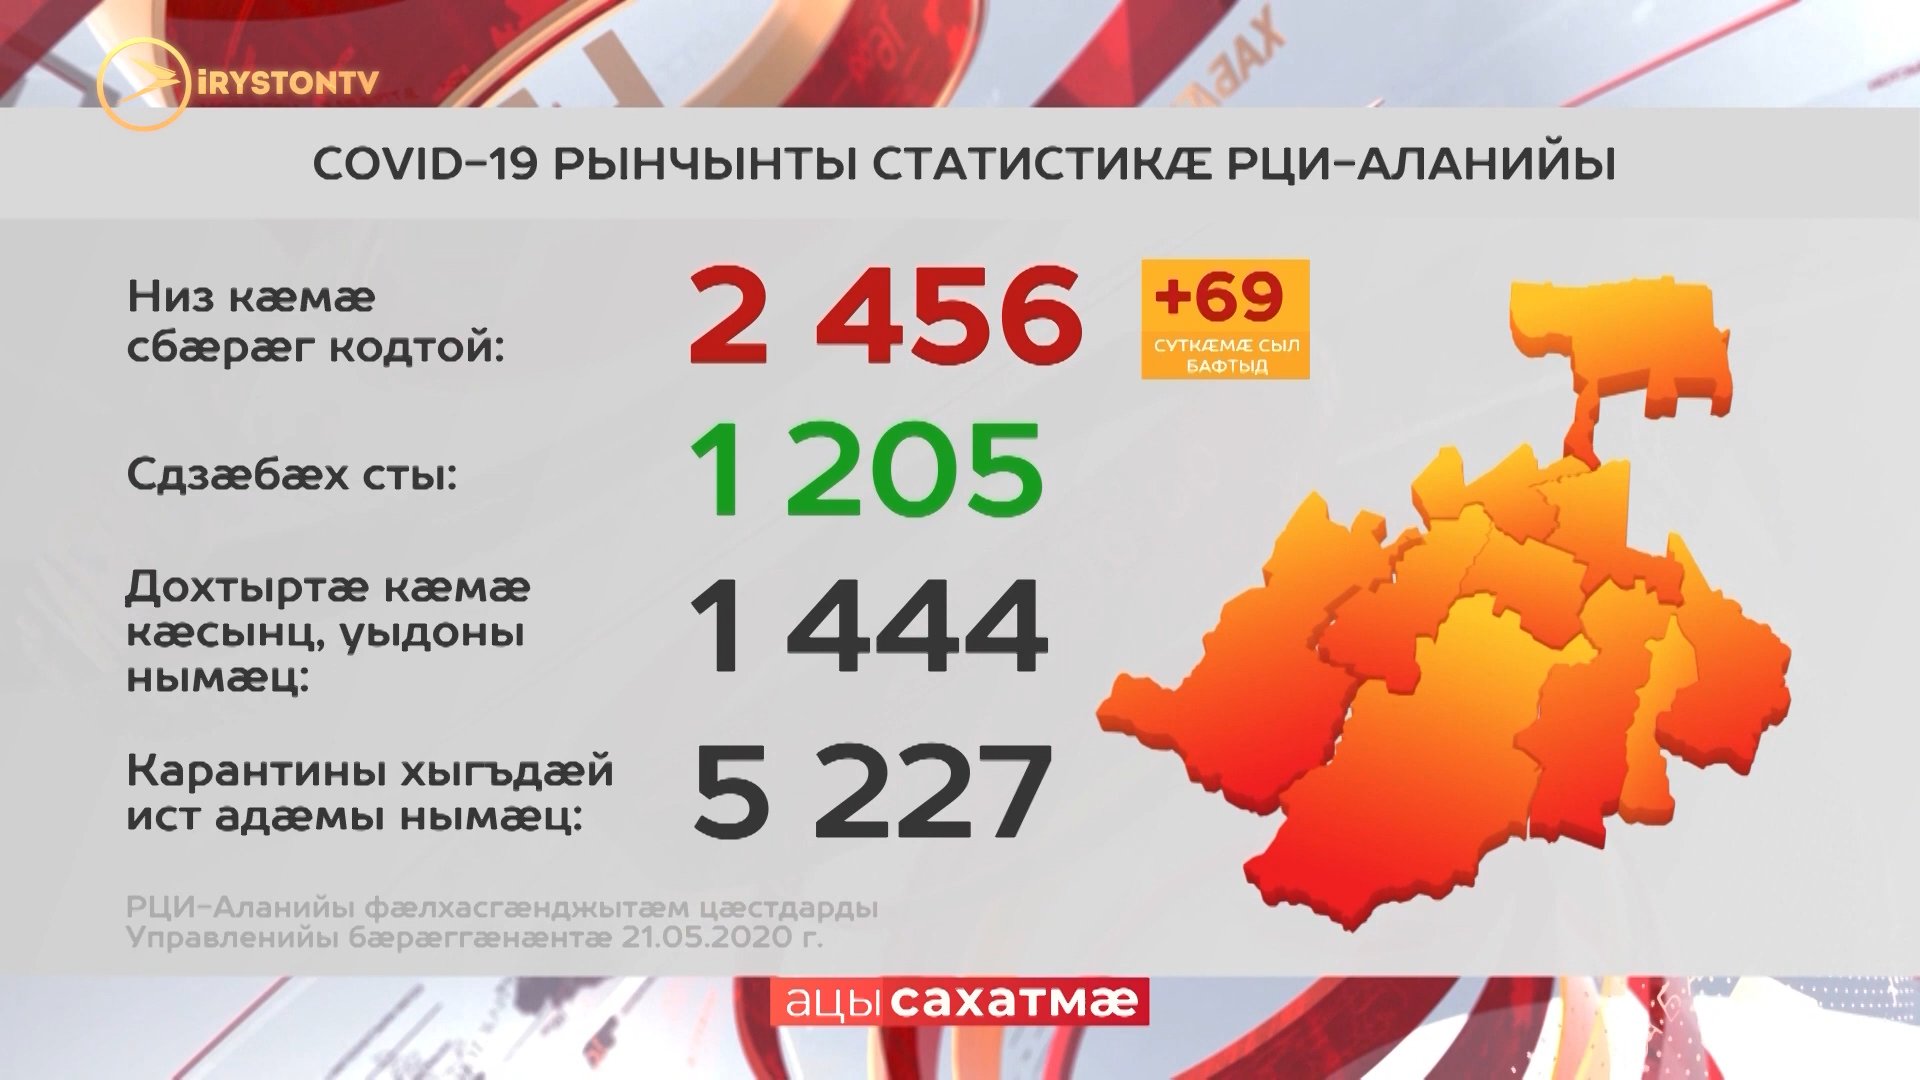 iRYSTONTV
COVID-19 РЫНЧЫНТЫ СТАТИСТИКÆ РЦИ-АЛАНИЙЫ
Низ кæмæ
сбæрæг кодтой:
2 456
+69
СУТКÆМÆ СЫЛ
БАФТЫД
Сдзæбæх сты:
1 205
Дохтыртæ кæмæ
кæсынц, уыдоны
нымæц:
1 444
Карантины хыгъдæй
ист адæмы нымæц:
5 227
РЦИ-Аланийы фæлхасгæнджытæм цæстдарды
Управленийы бæрæггæнæнтæ 21.05.2020 г.
ацы сахатмæ